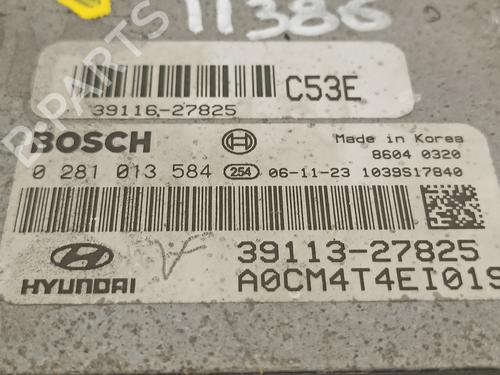 11386
B-PARTS
C53E
39116-27825
BOSCH
Made in Korea
8604 0320
0 281 013 584 254 06-11-23 1039S17840
39113-27825
HYUNDAI
A0CM4T4EI01S